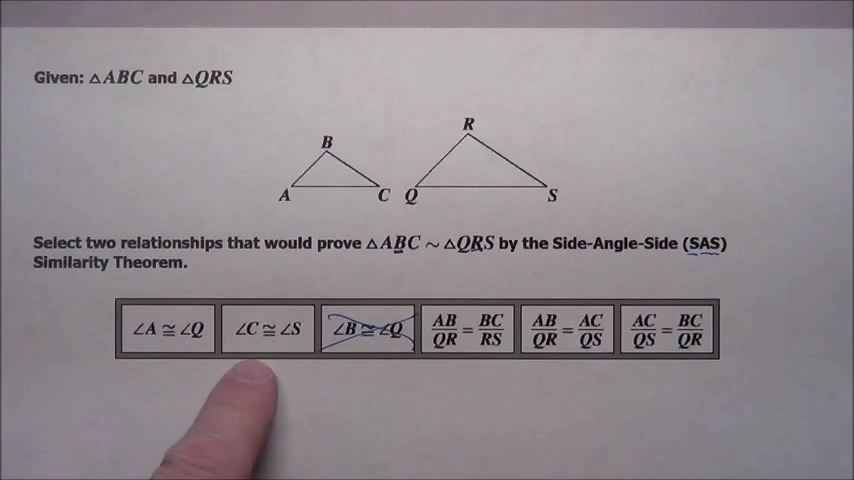 Given: △ABC and △QRS
B
R
A
C
Q
S
Select two relationships that would prove △ABC ~ △QRS by the Side-Angle-Side (SAS)
Similarity Theorem.
∠A ≅ ∠Q
∠C ≅ ∠S
∠B ≅ ∠Q
AB/QR = BC/RS
AB/QR = AC/QS
AC/QS = BC/QR